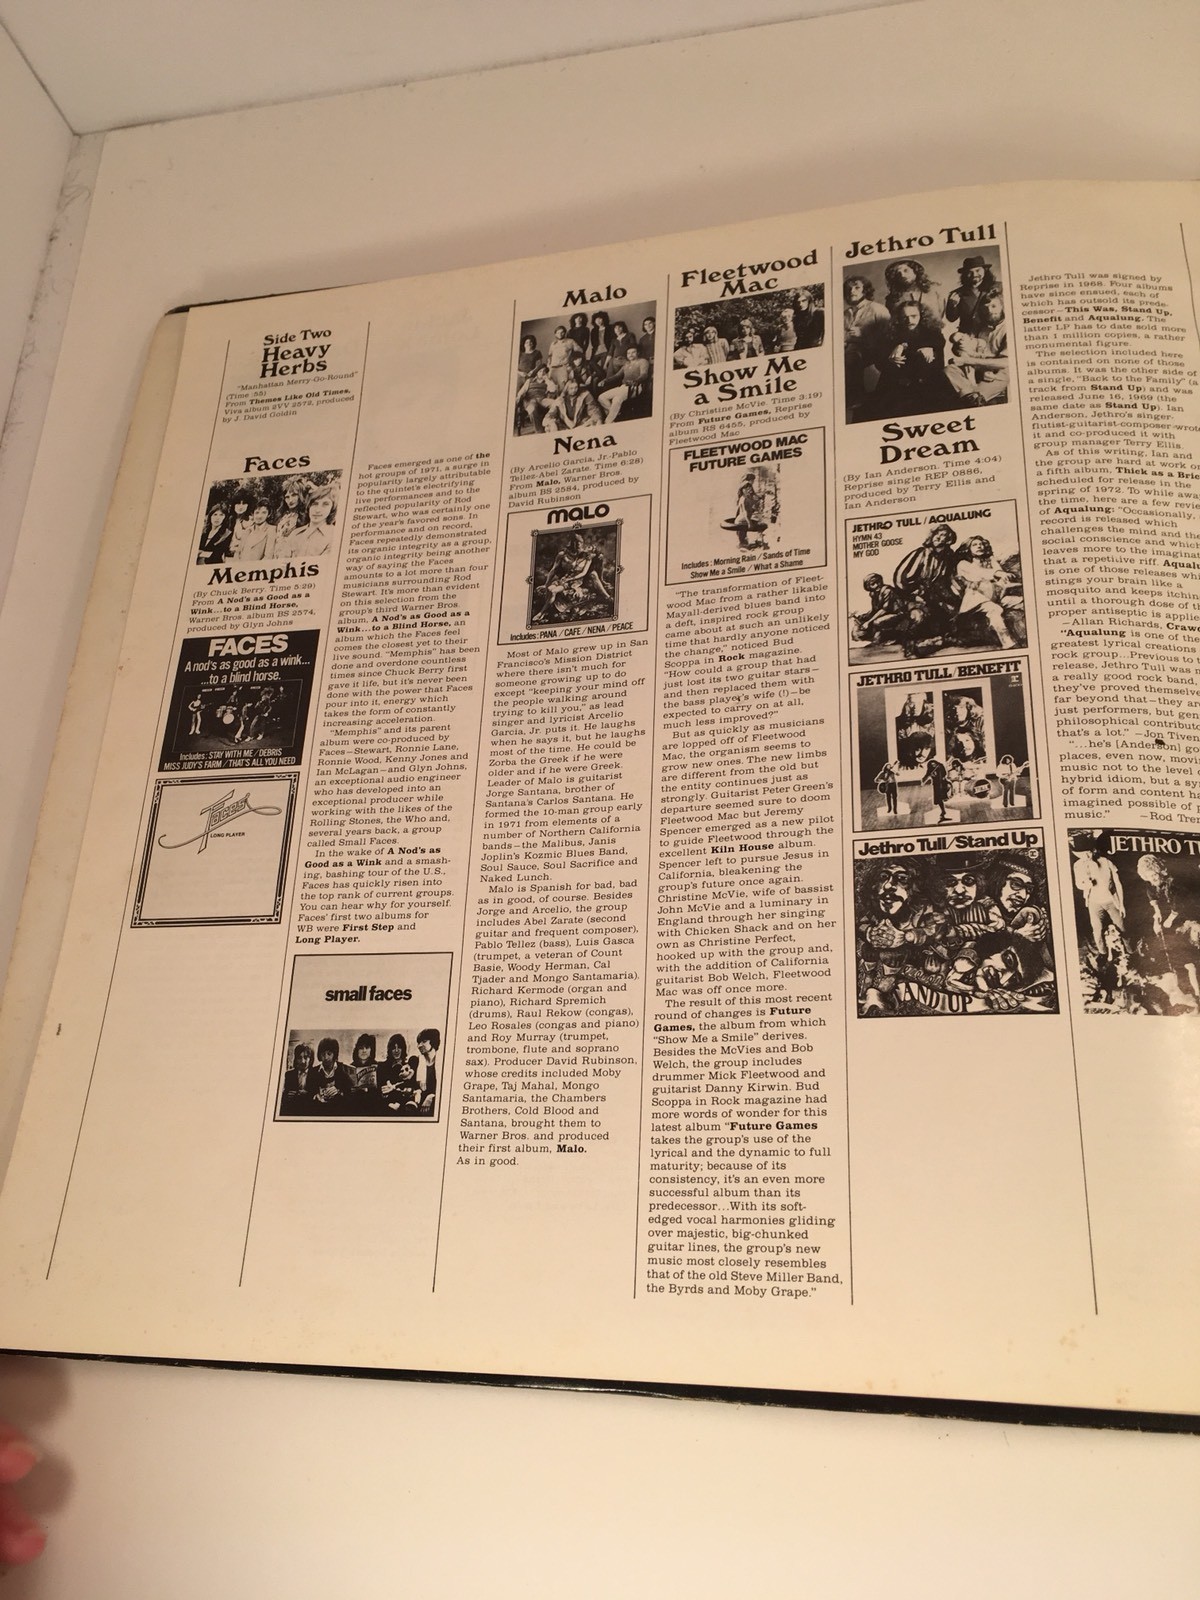 Side Two
Heavy
Herbs
"Manhattan Merry-Go-Round"
(Time :55)
From Themes Like Old Times,
Viva album 2VV 2572, produced
by J. David Goldin
Faces
Memphis
(By Chuck Berry. Time 5:29)
From A Nod's as Good as a
Wink...to a Blind Horse,
Warner Bros. album BS 2574,
produced by Glyn Johns
FACES
A nod's as good as a wink...
...to a blind horse.
Includes: STAY WITH ME / DEBRIS
MISS JUDY'S FARM / THAT'S ALL YOU NEED
Faces
LONG PLAYER
Faces emerged as one of the
hot groups of 1971, a surge in
popularity largely attributable
to the quintet's electrifying
live performances and to the
reflected popularity of Rod
Stewart, who was certainly one
of the year's favored sons. In
performance and on record,
Faces repeatedly demonstrated
its organic integrity as a group,
organic integrity being another
way of saying the Faces
amounts to a lot more than four
musicians surrounding Rod
Stewart. It's more than evident
on this selection from the
group's third Warner Bros.
album, A Nod's as Good as a
Wink...to a Blind Horse, an
album which the Faces feel
comes the closest yet to their
live sound. "Memphis" has been
done and overdone countless
times since Chuck Berry first
gave it life, but it's never been
done with the power that Faces
pour into it, energy which
takes the form of constantly
increasing acceleration.
"Memphis" and its parent
album were co-produced by
Faces—Stewart, Ronnie Lane,
Ronnie Wood, Kenny Jones and
Ian McLagan—and Glyn Johns,
an exceptional audio engineer
who has developed into an
exceptional producer while
working with the likes of the
Rolling Stones, the Who and,
several years back, a group
called Small Faces.
In the wake of A Nod's as
Good as a Wink and a smash-
ing, bashing tour of the U.S.,
Faces has quickly risen into
the top rank of current groups.
You can hear why for yourself.
Faces' first two albums for
WB were First Step and
Long Player.
small faces
Malo
Nena
(By Arcelio Garcia, Jr.-Pablo
Tellez-Abel Zarate. Time 6:28)
From Malo, Warner Bros.
album BS 2584, produced by
David Rubinson
MALO
Includes: PANA / CAFE / NENA / PEACE
Most of Malo grew up in San
Francisco's Mission District
where there isn't much for
someone growing up to do
except "keeping your mind off
the people walking around
trying to kill you," as lead
singer and lyricist Arcelio
Garcia, Jr. puts it. He laughs
when he says it, but he laughs
most of the time. He could be
Zorba the Greek if he were
older and if he were Greek.
Leader of Malo is guitarist
Jorge Santana, brother of
Santana's Carlos Santana. He
formed the 10-man group early
in 1971 from elements of a
number of Northern California
bands—the Malibus, Janis
Joplin's Kozmic Blues Band,
Soul Sauce, Soul Sacrifice and
Naked Lunch.
Malo is Spanish for bad, bad
as in good, of course. Besides
Jorge and Arcelio, the group
includes Abel Zarate (second
guitar and frequent composer),
Pablo Tellez (bass), Luis Gasca
(trumpet, a veteran of Count
Basie, Woody Herman, Cal
Tjader and Mongo Santamaria),
Richard Kermode (organ and
piano), Richard Spremich
(drums), Raul Rekow (congas),
Leo Rosales (congas and piano)
and Roy Murray (trumpet,
trombone, flute and soprano
sax). Producer David Rubinson,
whose credits included Moby
Grape, Taj Mahal, Mongo
Santamaria, the Chambers
Brothers, Cold Blood and
Santana, brought them to
Warner Bros. and produced
their first album, Malo.
As in good.
Fleetwood
Mac
Show Me
a Smile
(By Christine McVie. Time 3:19)
From Future Games, Reprise
album RS 6455, produced by
Fleetwood Mac
FLEETWOOD MAC
FUTURE GAMES
Includes: Morning Rain / Sands of Time
Show Me a Smile / What a Shame
"The transformation of Fleet-
wood Mac from a rather likable
Mayall-derived blues band into
a deft, inspired rock group
came about at such an unlikely
time that hardly anyone noticed
the change," noticed Bud
Scoppa in Rock magazine.
"How could a group that had
just lost its two guitar stars—
and then replaced them with
the bass player's wife (!)—be
expected to carry on at all,
much less improved?"
But as quickly as musicians
are lopped off of Fleetwood
Mac, the organism seems to
grow new ones. The new limbs
are different from the old but
the entity continues just as
strongly. Guitarist Peter Green's
departure seemed sure to doom
Fleetwood Mac but Jeremy
Spencer emerged as a new pilot
to guide Fleetwood through the
excellent Kiln House album.
Spencer left to pursue Jesus in
California, bleakening the
group's future once again.
Christine McVie, wife of bassist
John McVie and a luminary in
England through her singing
with Chicken Shack and on her
own as Christine Perfect,
hooked up with the group and,
with the addition of California
guitarist Bob Welch, Fleetwood
Mac was off once more.
The result of this most recent
round of changes is Future
Games, the album from which
"Show Me a Smile" derives.
Besides the McVies and Bob
Welch, the group includes
drummer Mick Fleetwood and
guitarist Danny Kirwin. Bud
Scoppa in Rock magazine had
more words of wonder for this
latest album "Future Games
takes the group's use of the
lyrical and the dynamic to full
maturity; because of its
consistency, it's an even more
successful album than its
predecessor...With its soft-
edged vocal harmonies gliding
over majestic, big-chunked
guitar lines, the group's new
music most closely resembles
that of the old Steve Miller Band,
the Byrds and Moby Grape."
Jethro Tull
Sweet
Dream
(By Ian Anderson. Time 4:04)
Reprise single REP 0886,
produced by Terry Ellis and
Ian Anderson
JETHRO TULL / AQUALUNG
HYMN 43
MOTHER GOOSE
MY GOD
JETHRO TULL / BENEFIT
Jethro Tull/Stand Up
AND UP
Jethro Tull was signed by
Reprise in 1968. Four albums
have since ensued, each of
which has outsold its prede-
cessor—This Was, Stand Up,
Benefit and Aqualung. The
latter LP has to date sold more
than 1 million copies, a rather
monumental figure.
The selection included here
is contained on none of those
albums. It was the other side of
a single, "Back to the Family" (a
track from Stand Up) and was
released June 16, 1969 (the
same date as Stand Up). Ian
Anderson, Jethro's singer-
flutist-guitarist-composer wrote
it and co-produced it with
group manager Terry Ellis.
As of this writing, Ian and
the group are hard at work on
a fifth album, Thick as a Bri
scheduled for release in the
spring of 1972. To while awa
the time, here are a few revie
of Aqualung: "Occasionally,
record is released which
challenges the mind and the
social conscience and which
leaves more to the imaginat
that a repetitive riff. Aqualu
is one of those releases whi
stings your brain like a
mosquito and keeps itchin
until a thorough dose of t
proper antiseptic is applie
—Allan Richards, Craw
"Aqualung is one of the
greatest lyrical creations
rock group...Previous to t
release, Jethro Tull was
a really good rock band,
they've proved themselve
far beyond that—they are
just performers, but gen
philosophical contributo
that's a lot." —Jon Tiven
"...he's [Anderson] go
places, even now, movi
music not to the level o
hybrid idiom, but a sy
of form and content ha
imagined possible of r
music." —Rod Tre
JETHRO T